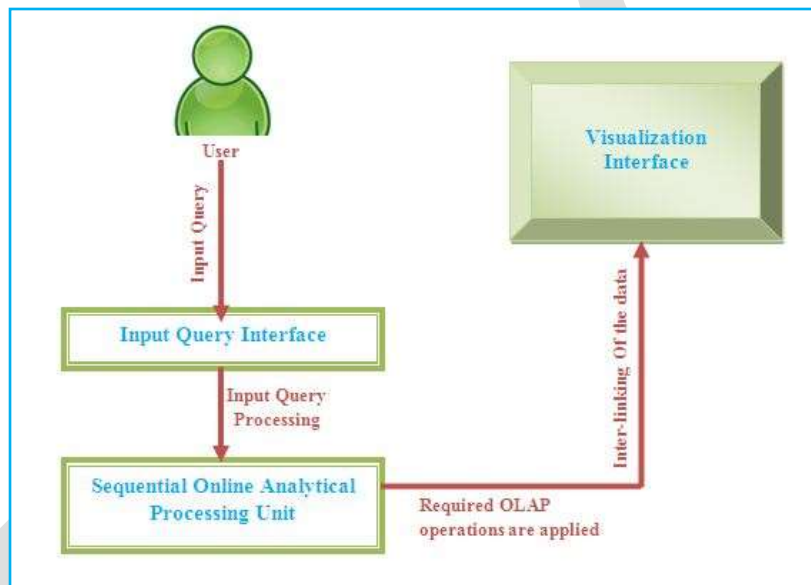 User
Input Query
Input Query Interface
Input Query
Processing
Sequential Online Analytical
Processing Unit
Required OLAP
operations are applied
Inter-linking Of the data
Visualization
Interface